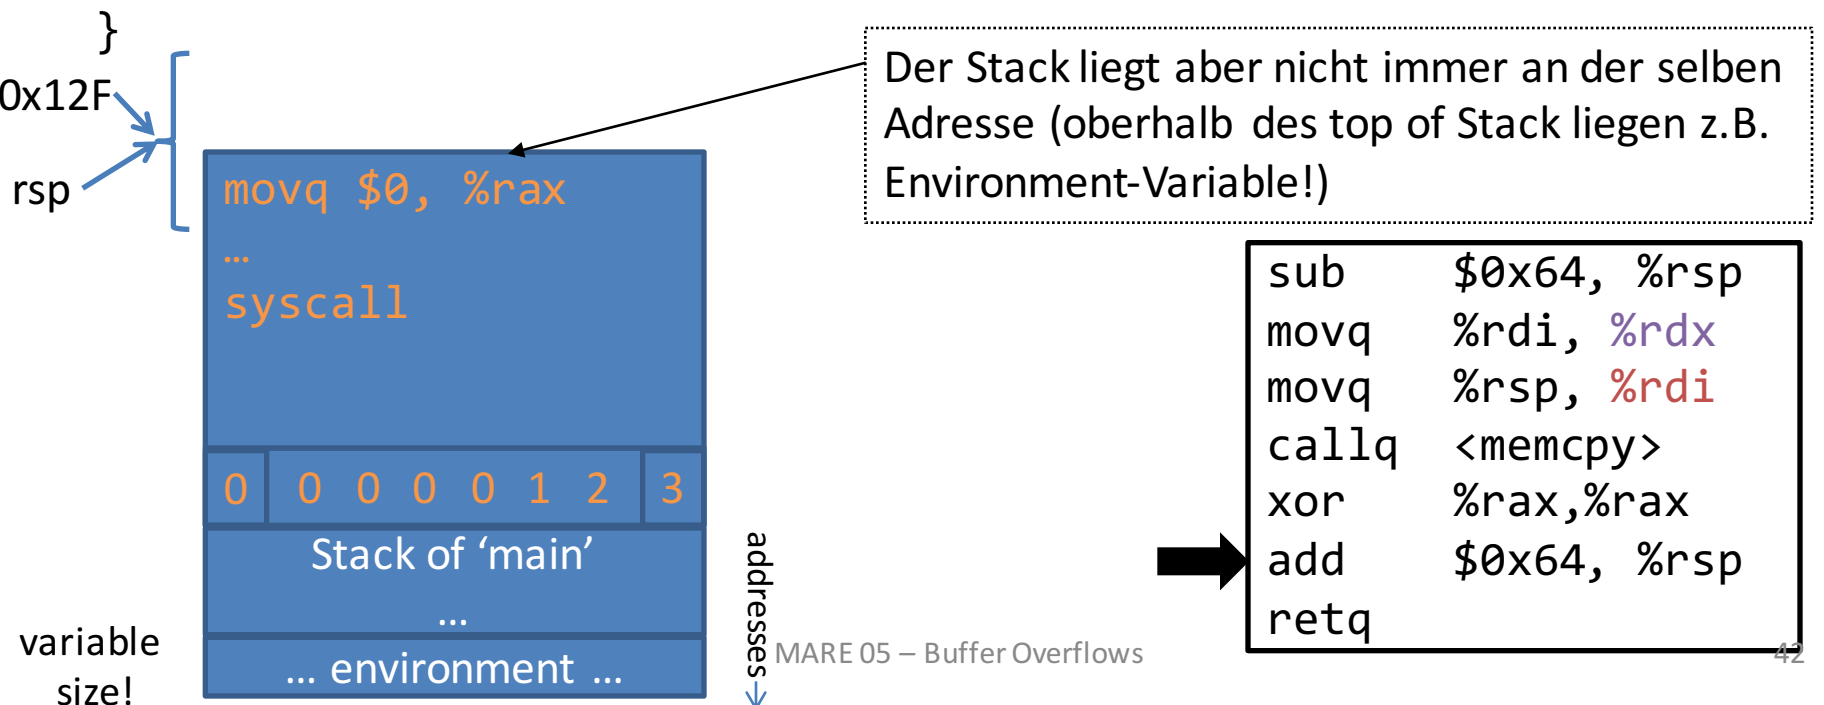 }
0x12F
rsp
movq $0, %rax
…
syscall
0 0 0 0 0 1 2 3
Stack of ‘main’
…
… environment …
variable
size!
addresses
Der Stack liegt aber nicht immer an der selben
Adresse (oberhalb des top of Stack liegen z.B.
Environment-Variable!)
sub $0x64, %rsp
movq %rdi, %rdx
movq %rsp, %rdi
callq <memcpy>
xor %rax,%rax
add $0x64, %rsp
retq
MARE 05 – Buffer Overflows
42